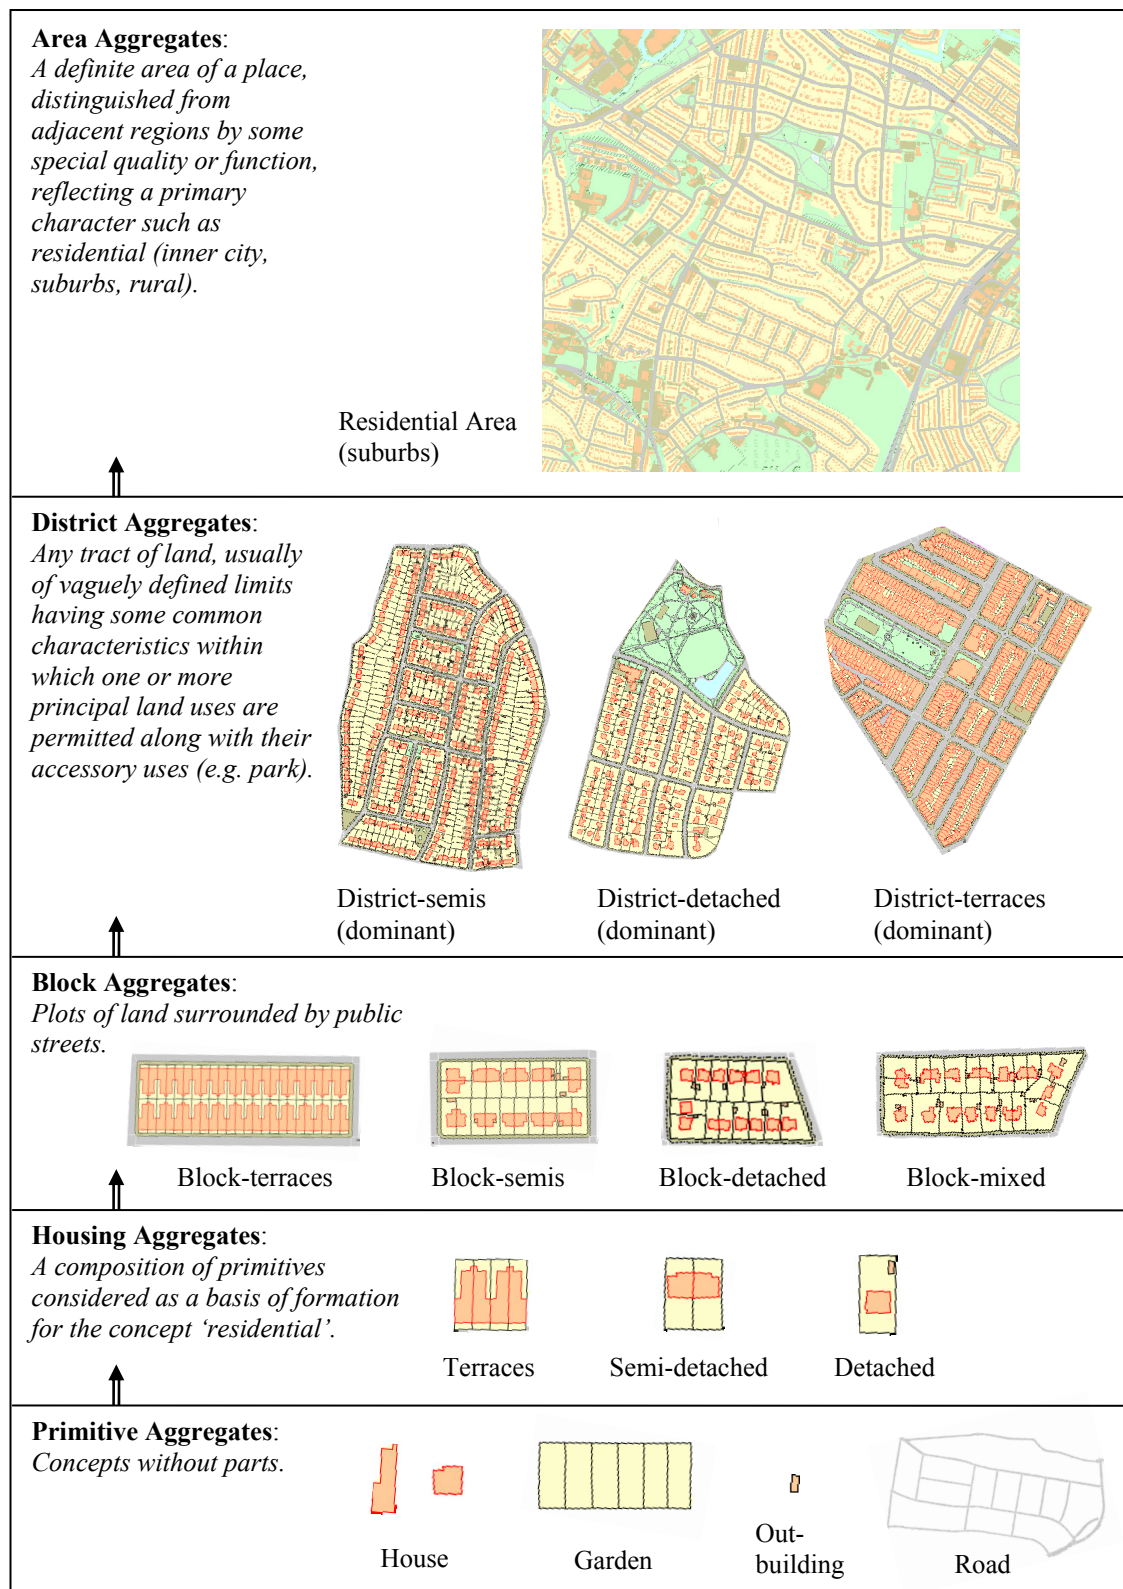 Area Aggregates:
A definite area of a place,
distinguished from
adjacent regions by some
special quality or function,
reflecting a primary
character such as
residential (inner city,
suburbs, rural).
Residential Area
(suburbs)
District Aggregates:
Any tract of land, usually
of vaguely defined limits
having some common
characteristics within
which one or more
principal land uses are
permitted along with their
accessory uses (e.g. park).
District-semis
(dominant)
District-detached
(dominant)
District-terraces
(dominant)
Block Aggregates:
Plots of land surrounded by public
streets.
Block-terraces
Block-semis
Block-detached
Block-mixed
Housing Aggregates:
A composition of primitives
considered as a basis of formation
for the concept ‘residential’.
Terraces
Semi-detached
Detached
Primitive Aggregates:
Concepts without parts.
House
Garden
Out-
building
Road